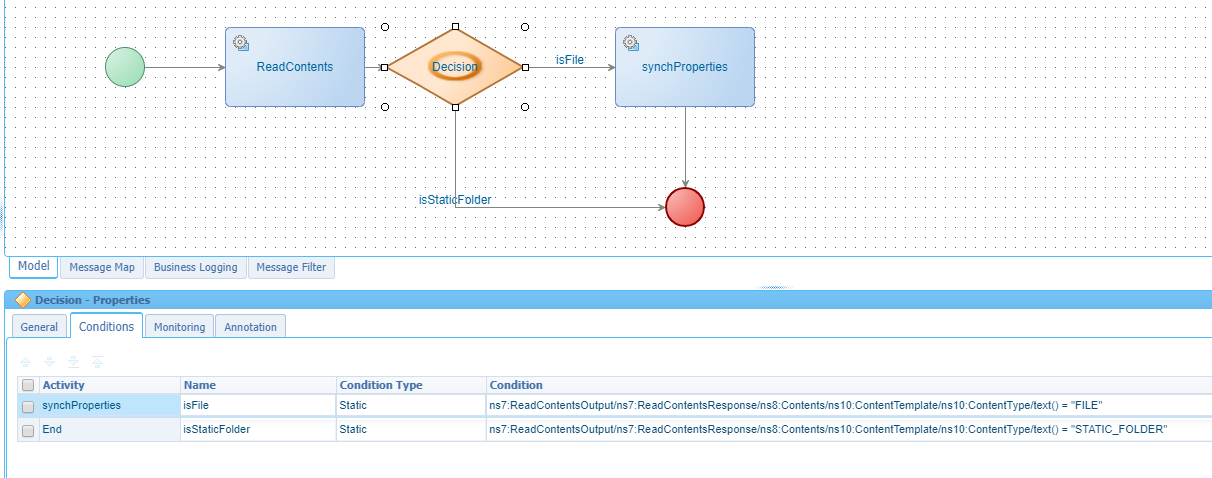 ReadContents
Decision
isFile
synchProperties
isStaticFolder
Model Message Map Business Logging Message Filter
Decision - Properties
General Conditions Monitoring Annotation
Activity Name Condition Type Condition
synchProperties isFile Static ns7:ReadContentsOutput/ns7:ReadContentsResponse/ns8:Contents/ns10:ContentTemplate/ns10:ContentType/text() = "FILE"
End isStaticFolder Static ns7:ReadContentsOutput/ns7:ReadContentsResponse/ns8:Contents/ns10:ContentTemplate/ns10:ContentType/text() = "STATIC_FOLDER"